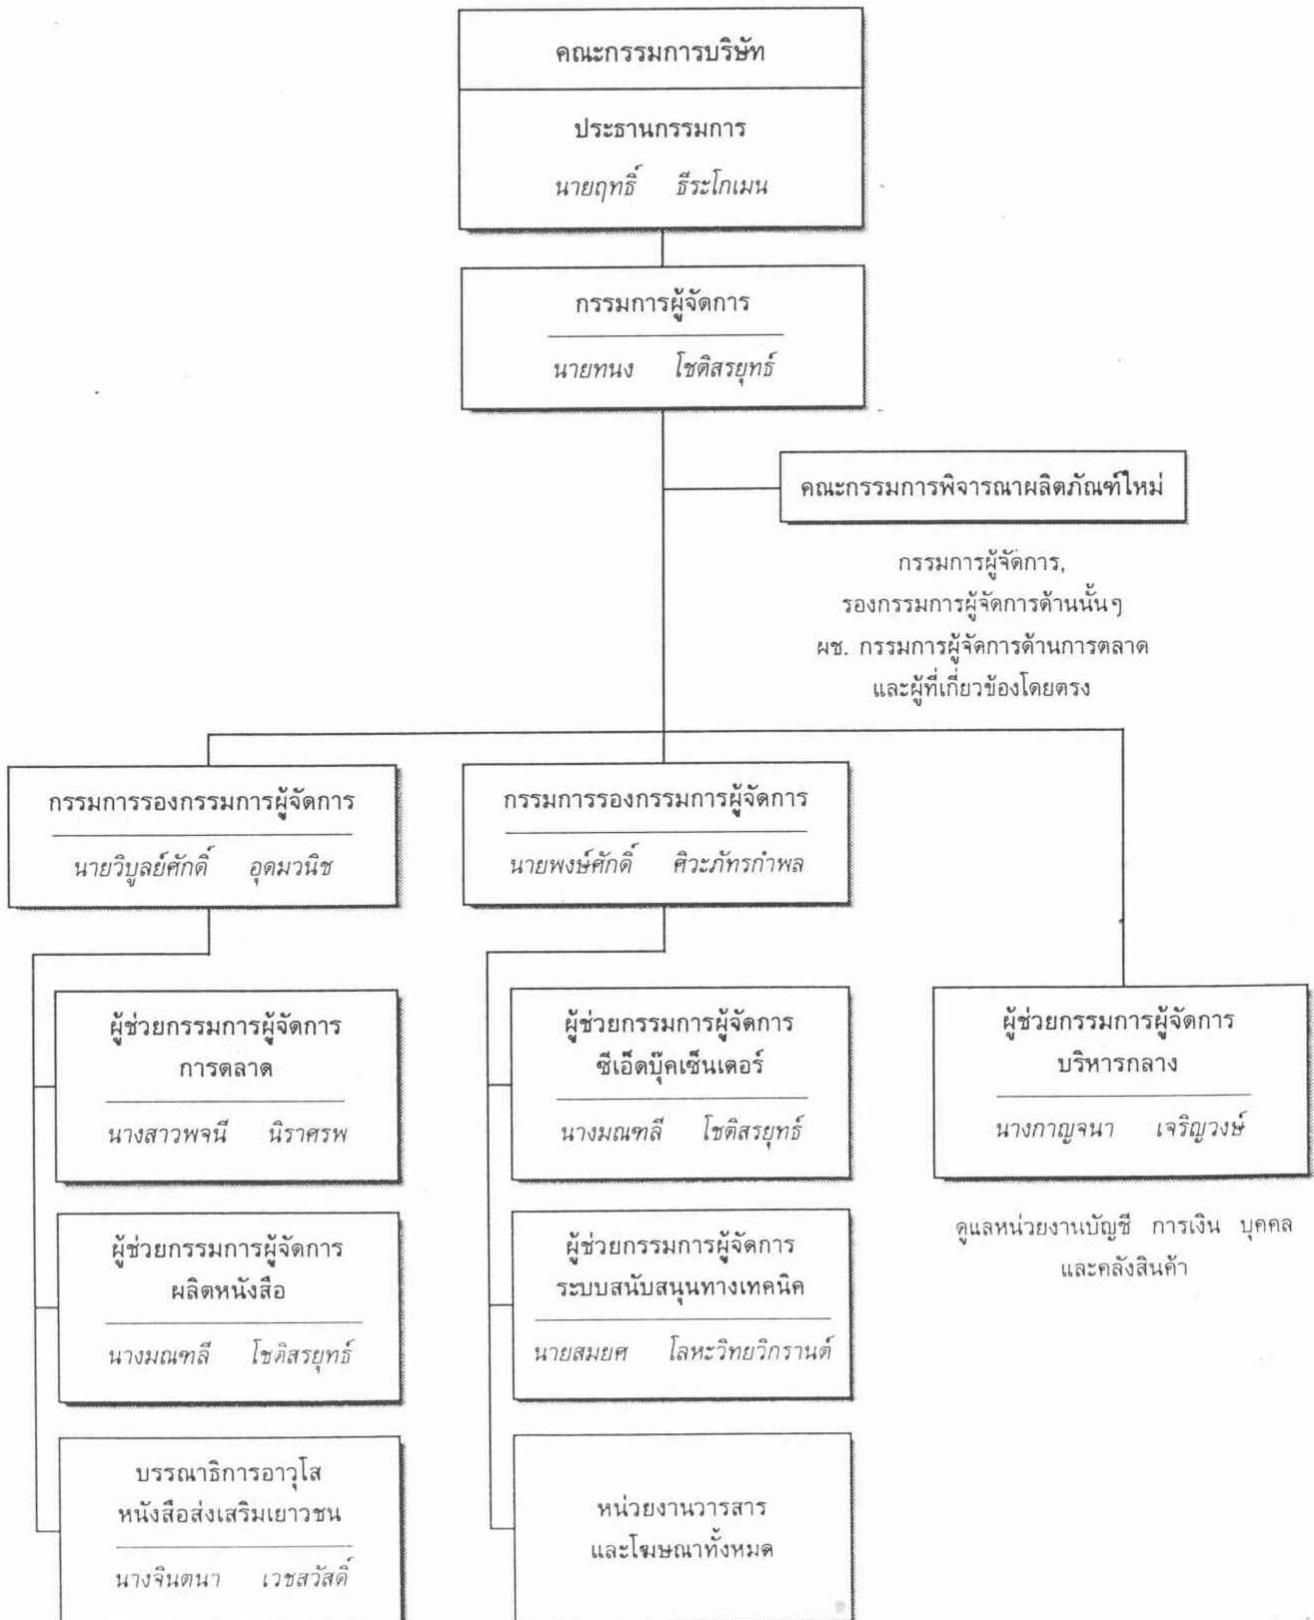 คณะกรรมการบริษัท
ประธานกรรมการ
นายฤทธิ์ ธีระโกเมน
กรรมการผู้จัดการ
นายทนง โชติสรยุทธ์
คณะกรรมการพิจารณาผลิตภัณฑ์ใหม่
กรรมการผู้จัดการ,
รองกรรมการผู้จัดการด้านนั้นๆ
ผช. กรรมการผู้จัดการด้านการตลาด
และผู้ที่เกี่ยวข้องโดยตรง
กรรมการรองกรรมการผู้จัดการ
นายวิบูลย์ศักดิ์ อุดมวนิช
ผู้ช่วยกรรมการผู้จัดการ
การตลาด
นางสาวพจนี นิราศรพ
ผู้ช่วยกรรมการผู้จัดการ
ผลิตหนังสือ
นางมณฑลี โชติสรยุทธ์
บรรณาธิการอาวุโส
หนังสือส่งเสริมเยาวชน
นางจินตนา เวชสวัสดิ์
กรรมการรองกรรมการผู้จัดการ
นายพงษ์ศักดิ์ ศิวะภัทรกำพล
ผู้ช่วยกรรมการผู้จัดการ
ซีเอ็ดบุ๊คเซ็นเตอร์
นางมณฑลี โชติสรยุทธ์
ผู้ช่วยกรรมการผู้จัดการ
ระบบสนับสนุนทางเทคนิค
นายสมยศ โลหะวิทยวิกรานต์
หน่วยงานวารสาร
และโฆษณาทั้งหมด
ผู้ช่วยกรรมการผู้จัดการ
บริหารกลาง
นางกาญจนา เจริญวงษ์
ดูแลหน่วยงานบัญชี การเงิน บุคคล
และคลังสินค้า